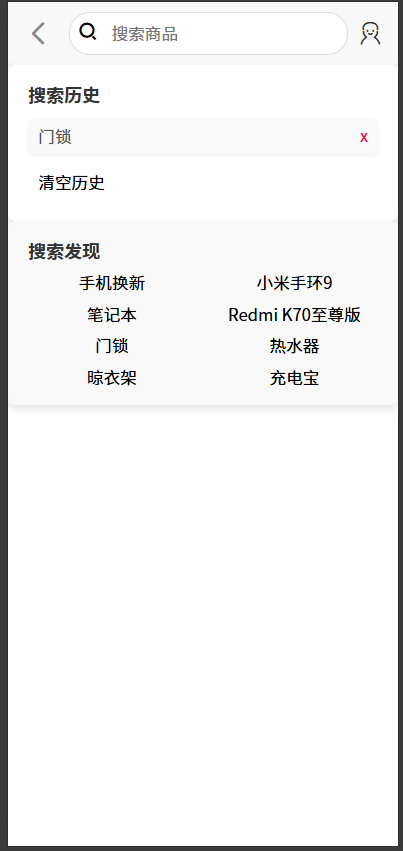 搜索商品
搜索历史
门锁 x
清空历史
搜索发现
手机换新 小米手环9
笔记本 Redmi K70至尊版
门锁 热水器
晾衣架 充电宝